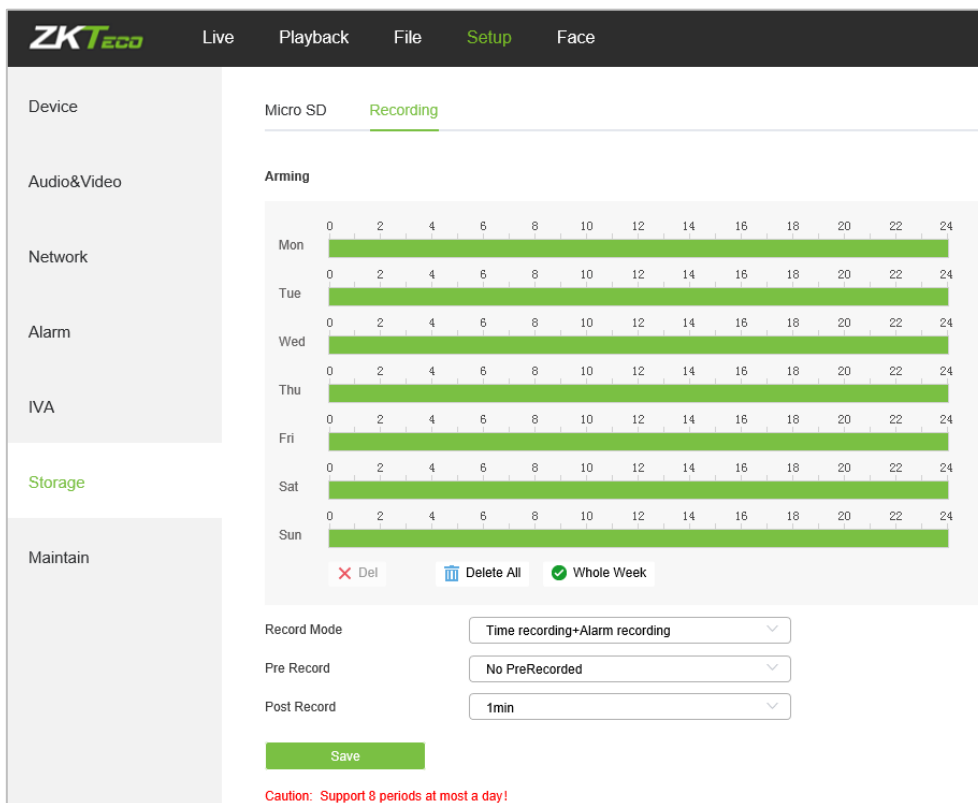 ZKTECO Live Playback File Setup Face
Device
Audio&Video
Network
Alarm
IVA
Storage
Maintain
Micro SD Recording
Arming
0 2 4 6 8 10 12 14 16 18 20 22 24
Mon
0 2 4 6 8 10 12 14 16 18 20 22 24
Tue
0 2 4 6 8 10 12 14 16 18 20 22 24
Wed
0 2 4 6 8 10 12 14 16 18 20 22 24
Thu
0 2 4 6 8 10 12 14 16 18 20 22 24
Fri
0 2 4 6 8 10 12 14 16 18 20 22 24
Sat
0 2 4 6 8 10 12 14 16 18 20 22 24
Sun
Del Delete All Whole Week
Record Mode Time recording+Alarm recording
Pre Record No PreRecorded
Post Record 1min
Save
Caution: Support 8 periods at most a day!